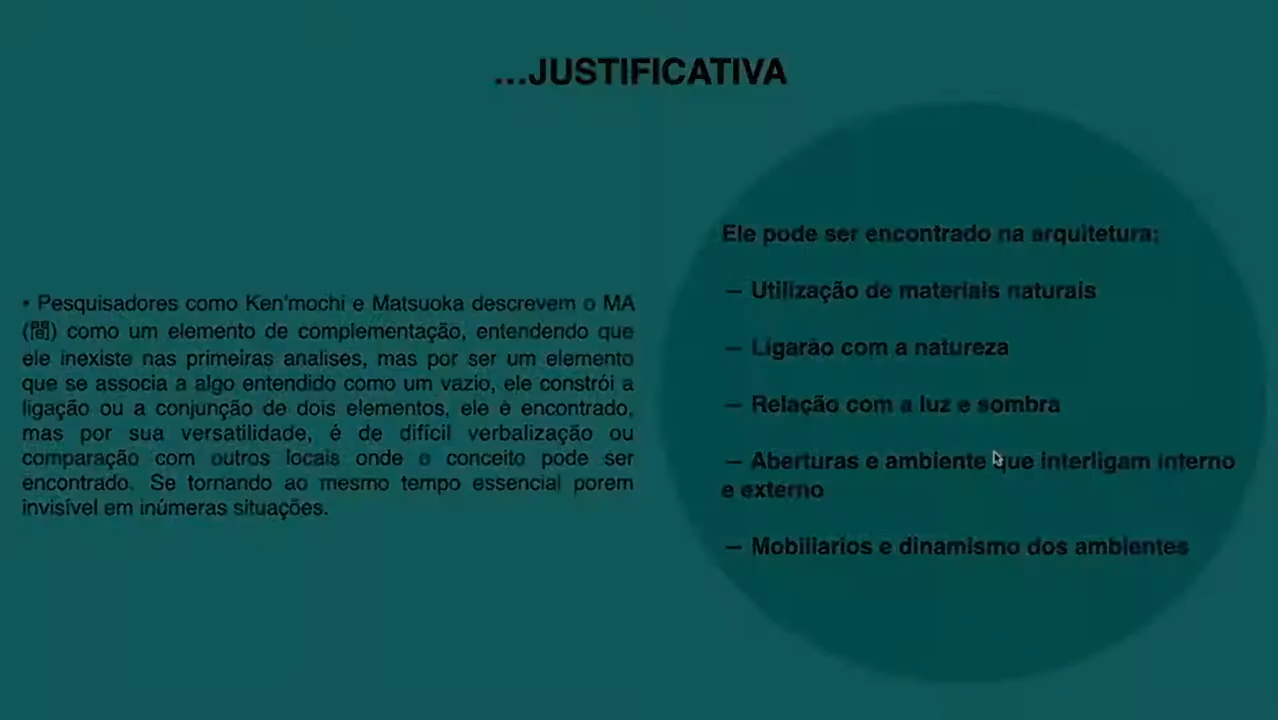 ...JUSTIFICATIVA
• Pesquisadores como Ken'mochi e Matsuoka descrevem o MA
(間) como um elemento de complementação, entendendo que
ele inexiste nas primeiras analises, mas por ser um elemento
que se associa a algo entendido como um vazio, ele constrói a
ligação ou a conjunção de dois elementos, ele é encontrado,
mas por sua versatilidade, é de difícil verbalização ou
comparação com outros locais onde o conceito pode ser
encontrado. Se tornando ao mesmo tempo essencial porem
invisível em inúmeras situações.
Ele pode ser encontrado na arquitetura:
— Utilização de materiais naturais
— Ligarão com a natureza
— Relação com a luz e sombra
— Aberturas e ambiente que interligam interno
e externo
— Mobiliarios e dinamismo dos ambientes